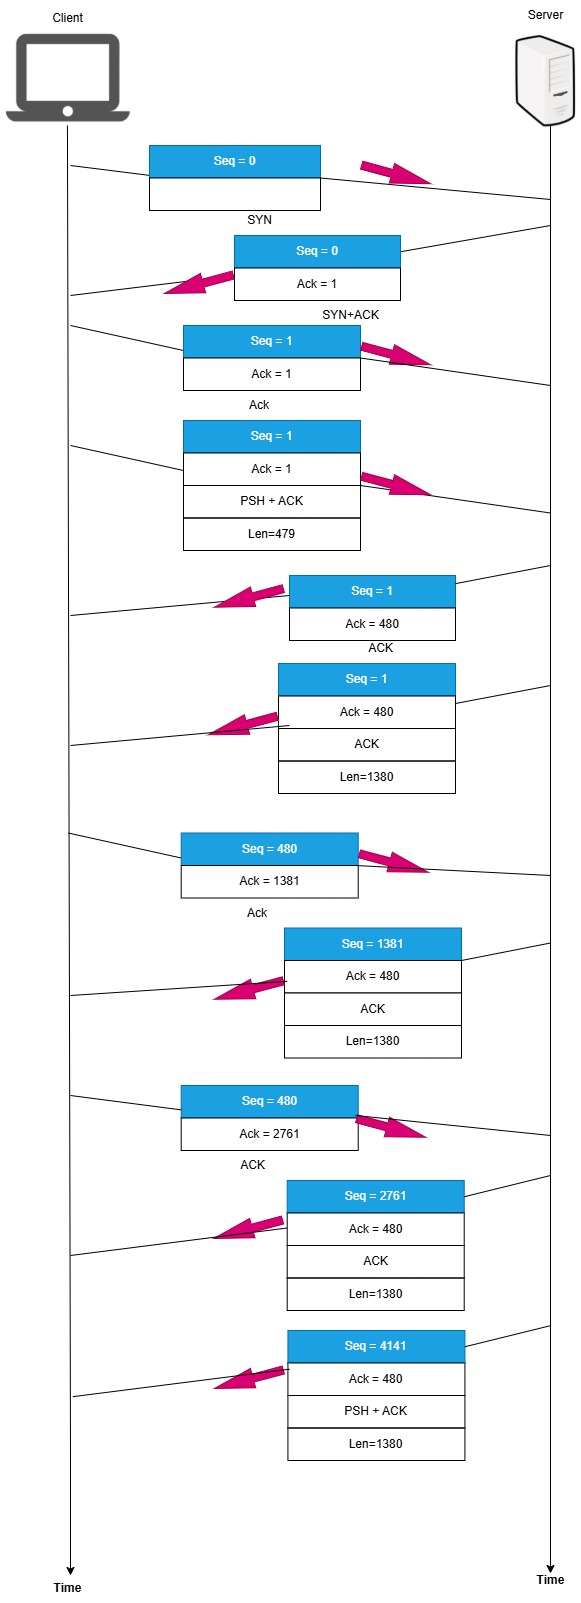 Client
Server
Seq = 0
SYN
Seq = 0
Ack = 1
SYN+ACK
Seq = 1
Ack = 1
Ack
Seq = 1
Ack = 1
PSH + ACK
Len=479
Seq = 1
Ack = 480
ACK
Seq = 1
Ack = 480
ACK
Len=1380
Seq = 480
Ack = 1381
Ack
Seq = 1381
Ack = 480
ACK
Len=1380
Seq = 480
Ack = 2761
ACK
Seq = 2761
Ack = 480
ACK
Len=1380
Seq = 4141
Ack = 480
PSH + ACK
Len=1380
Time
Time